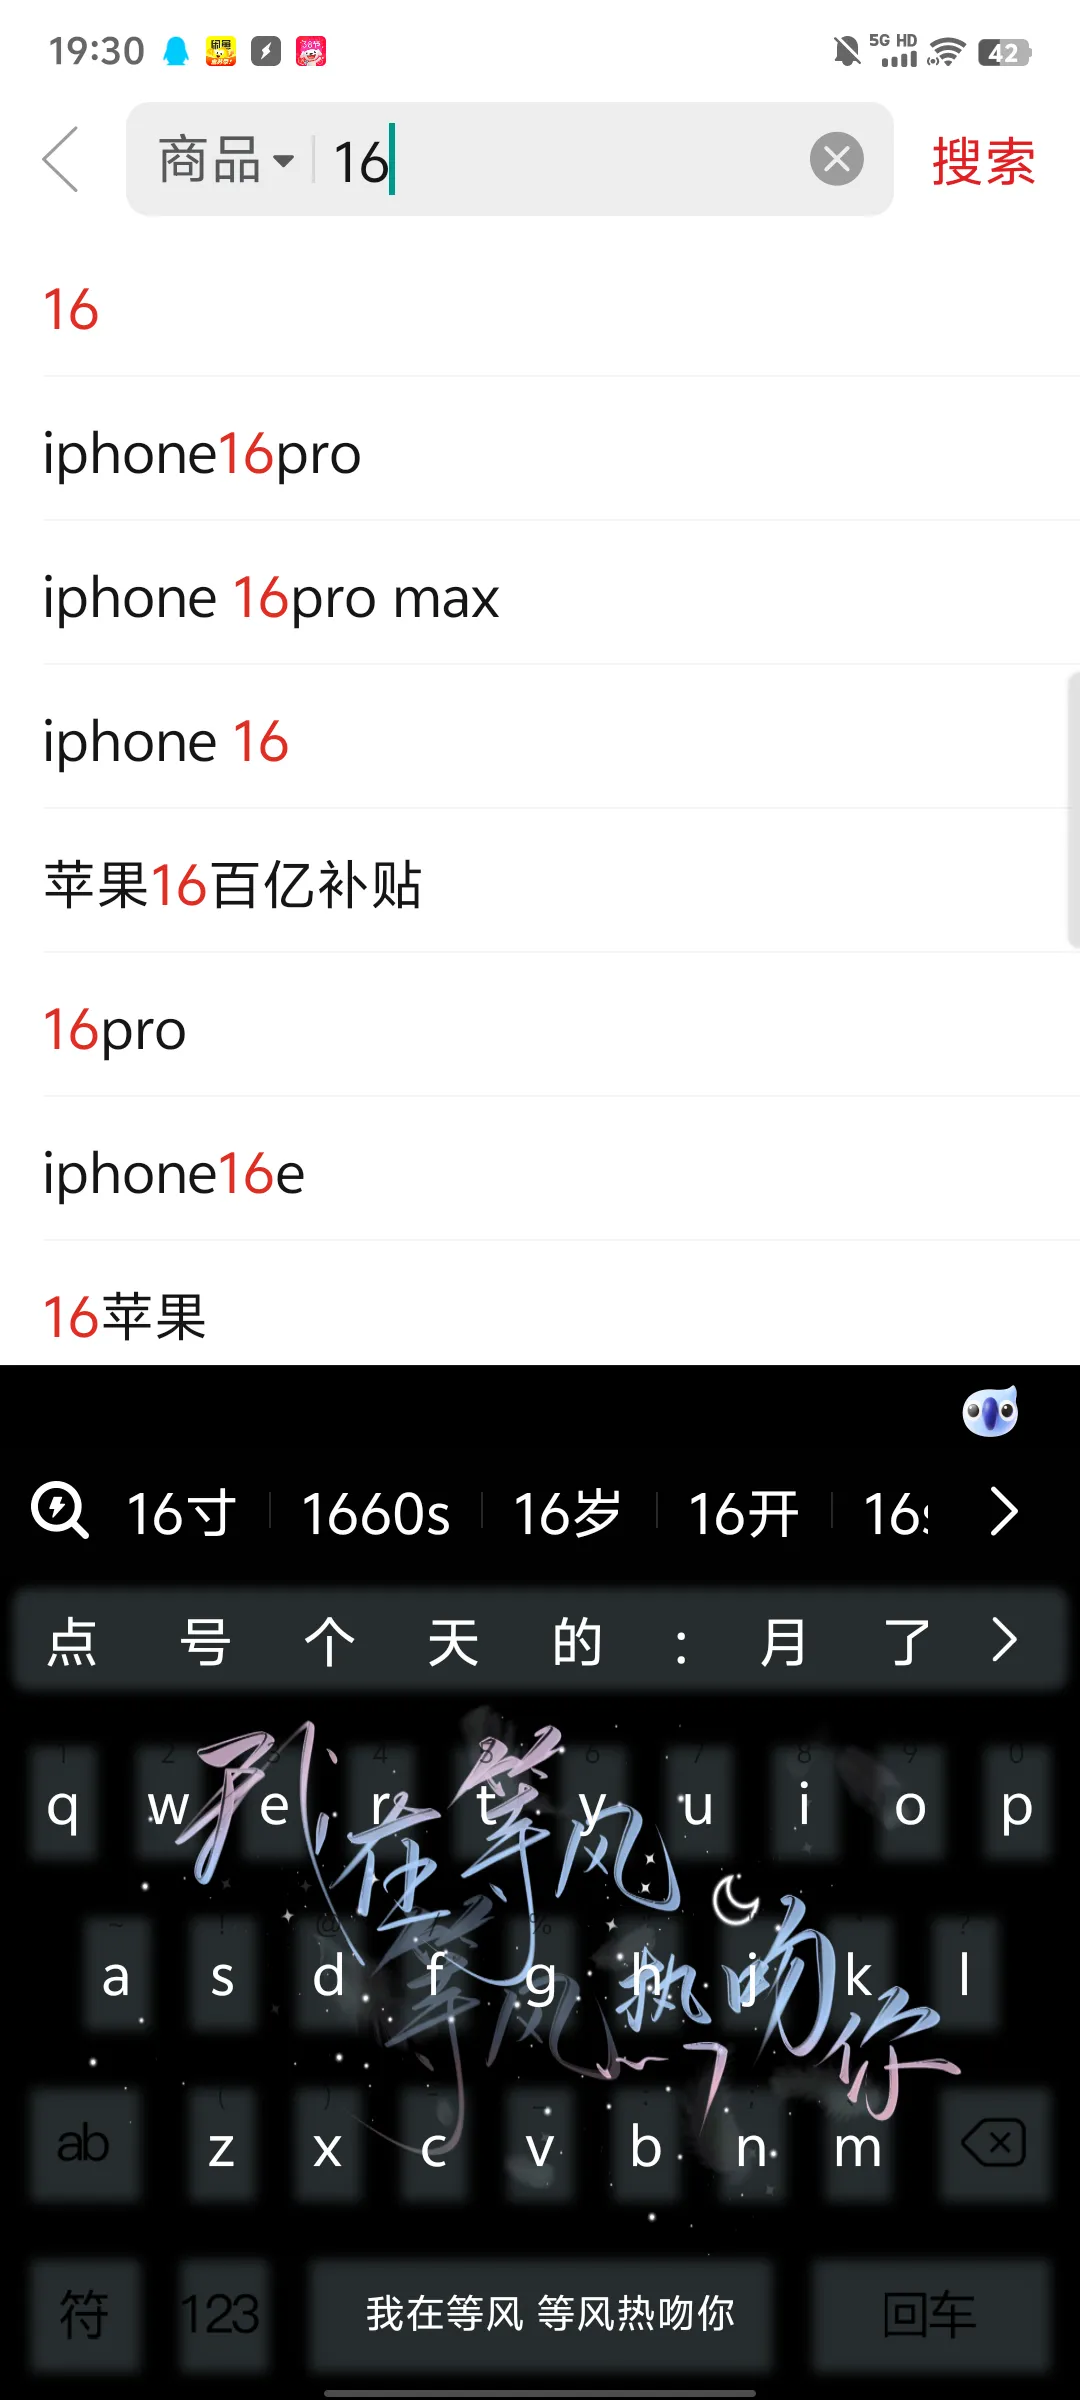 19:30 5G HD 42
商品 16 搜索
16
iphone16pro
iphone 16pro max
iphone 16
苹果16百亿补贴
16pro
iphone16e
16苹果
16寸 1660s 16岁 16开 16s
点 号 个 天 的 : 月 了
我在等风
等风热吻你
1 2 3 4 5 6 7 8 9 0
q w e r t y u i o p
~ ! @ % ?
a s d f g h j k l
( ) - _ : ;
ab z x c v b n m
符 123 我在等风 等风热吻你 回车